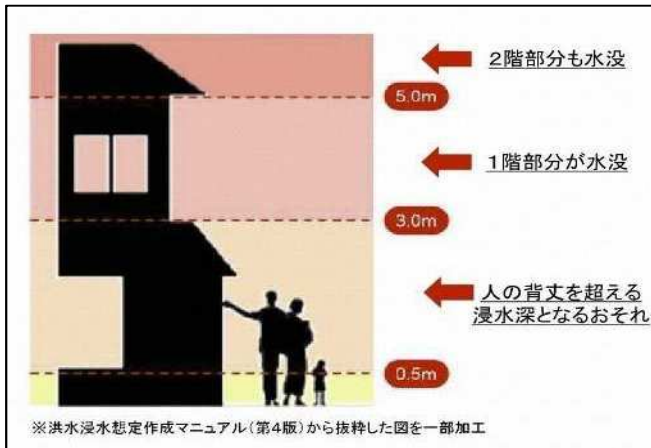 2階部分も水没
5.0m
1階部分が水没
3.0m
人の背丈を超える
浸水深となるおそれ
0.5m
※洪水浸水想定作成マニュアル(第4版)から抜粋した図を一部加工